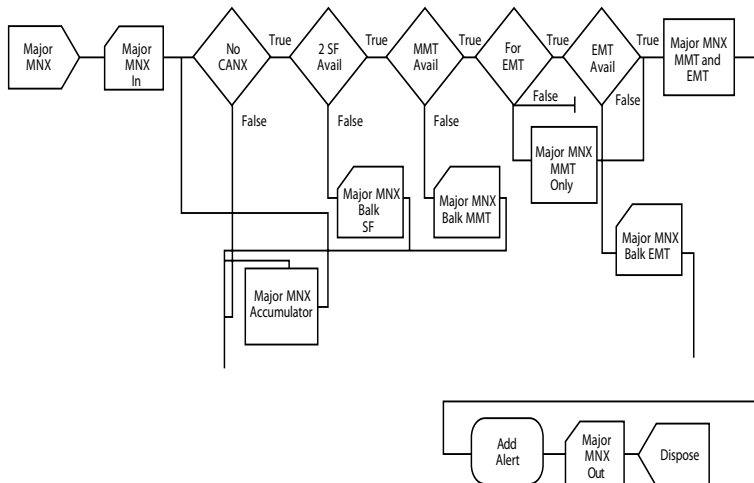 Major
MNX
Major
MNX
In
No
CANX
True
2 SF
Avail
True
MMT
Avail
True
For
EMT
True
EMT
Avail
True
Major MNX
MMT and
EMT
False
False
False
False
False
Major MNX
MMT
Only
Major MNX
Balk
SF
Major MNX
Balk MMT
Major MNX
Balk EMT
Major MNX
Accumulator
Add
Alert
Major
MNX
Out
Dispose